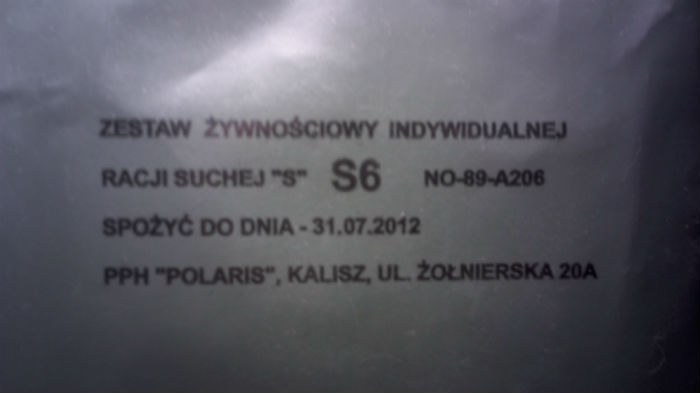 ZESTAW ŻYWNOŚCIOWY INDYWIDUALNEJ
RACJI SUCHEJ "S" S6 NO-89-A206
SPOŻYĆ DO DNIA - 31.07.2012
PPH "POLARIS", KALISZ, UL. ŻOŁNIERSKA 20A